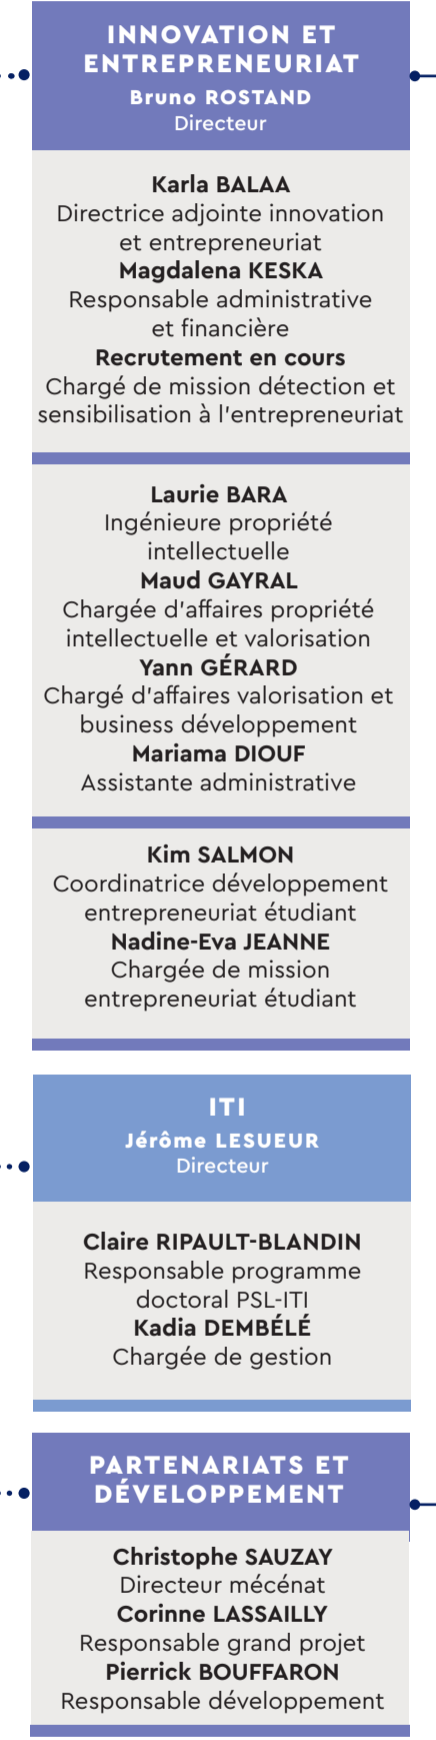 INNOVATION ET
ENTREPRENEURIAT
Bruno ROSTAND
Directeur
Karla BALAA
Directrice adjointe innovation
et entrepreneuriat
Magdalena KESKA
Responsable administrative
et financière
Recrutement en cours
Chargé de mission détection et
sensibilisation à l'entrepreneuriat
Laurie BARA
Ingénieure propriété
intellectuelle
Maud GAYRAL
Chargée d'affaires propriété
intellectuelle et valorisation
Yann GÉRARD
Chargé d'affaires valorisation et
business développement
Mariama DIOUF
Assistante administrative
Kim SALMON
Coordinatrice développement
entrepreneuriat étudiant
Nadine-Eva JEANNE
Chargée de mission
entrepreneuriat étudiant
ITI
Jérôme LESUEUR
Directeur
Claire RIPAULT-BLANDIN
Responsable programme
doctoral PSL-ITI
Kadia DEMBÉLÉ
Chargée de gestion
PARTENARIATS ET
DÉVELOPPEMENT
Christophe SAUZAY
Directeur mécénat
Corinne LASSAILLY
Responsable grand projet
Pierrick BOUFFARON
Responsable développement